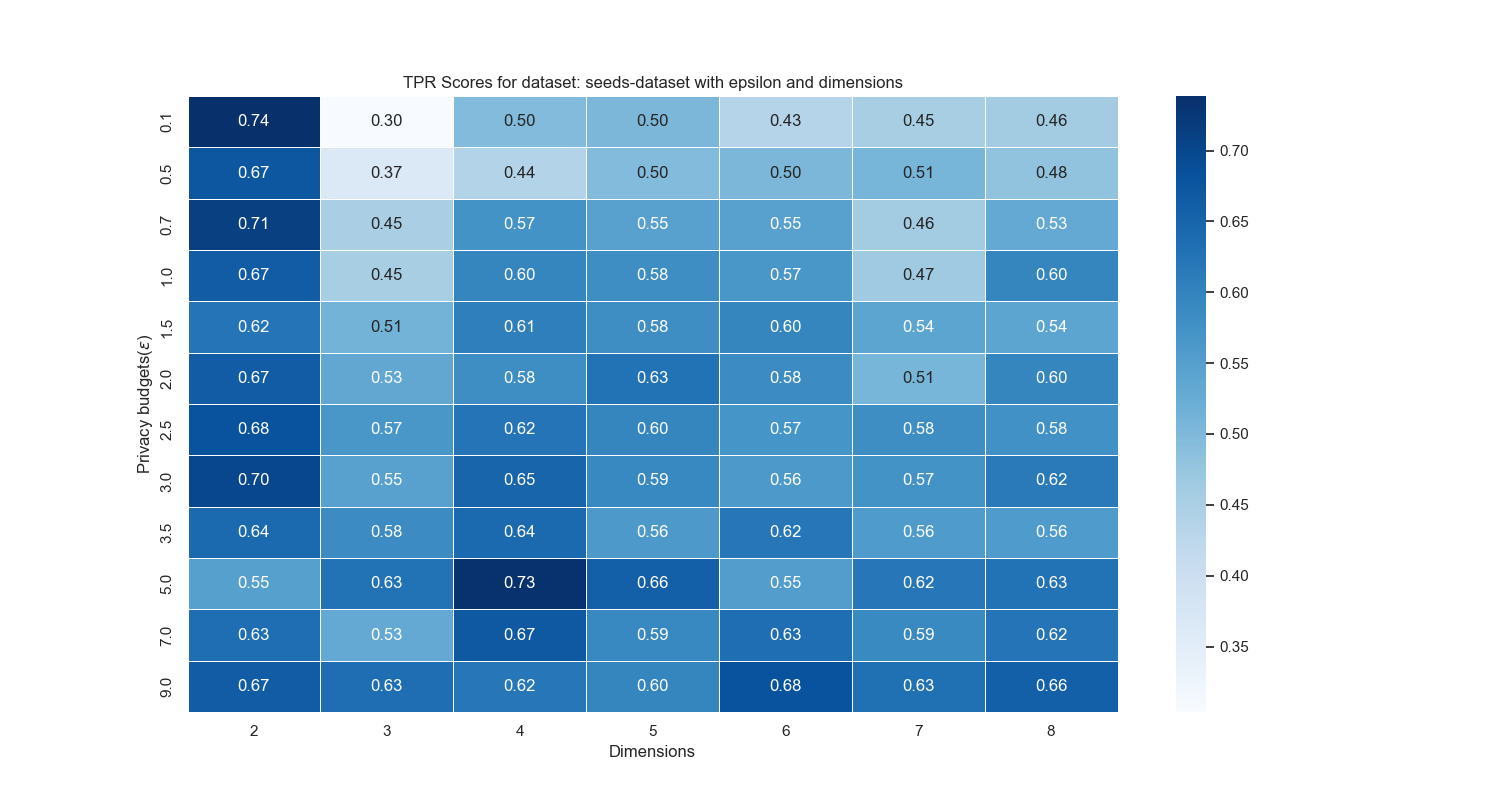 TPR Scores for dataset: seeds-dataset with epsilon and dimensions
Privacy budgets(ε)
0.1 0.74 0.30 0.50 0.50 0.43 0.45 0.46
0.5 0.67 0.37 0.44 0.50 0.50 0.51 0.48
0.7 0.71 0.45 0.57 0.55 0.55 0.46 0.53
1.0 0.67 0.45 0.60 0.58 0.57 0.47 0.60
1.5 0.62 0.51 0.61 0.58 0.60 0.54 0.54
2.0 0.67 0.53 0.58 0.63 0.58 0.51 0.60
2.5 0.68 0.57 0.62 0.60 0.57 0.58 0.58
3.0 0.70 0.55 0.65 0.59 0.56 0.57 0.62
3.5 0.64 0.58 0.64 0.56 0.62 0.56 0.56
5.0 0.55 0.63 0.73 0.66 0.55 0.62 0.63
7.0 0.63 0.53 0.67 0.59 0.63 0.59 0.62
9.0 0.67 0.63 0.62 0.60 0.68 0.63 0.66
2 3 4 5 6 7 8
Dimensions
0.70
0.65
0.60
0.55
0.50
0.45
0.40
0.35